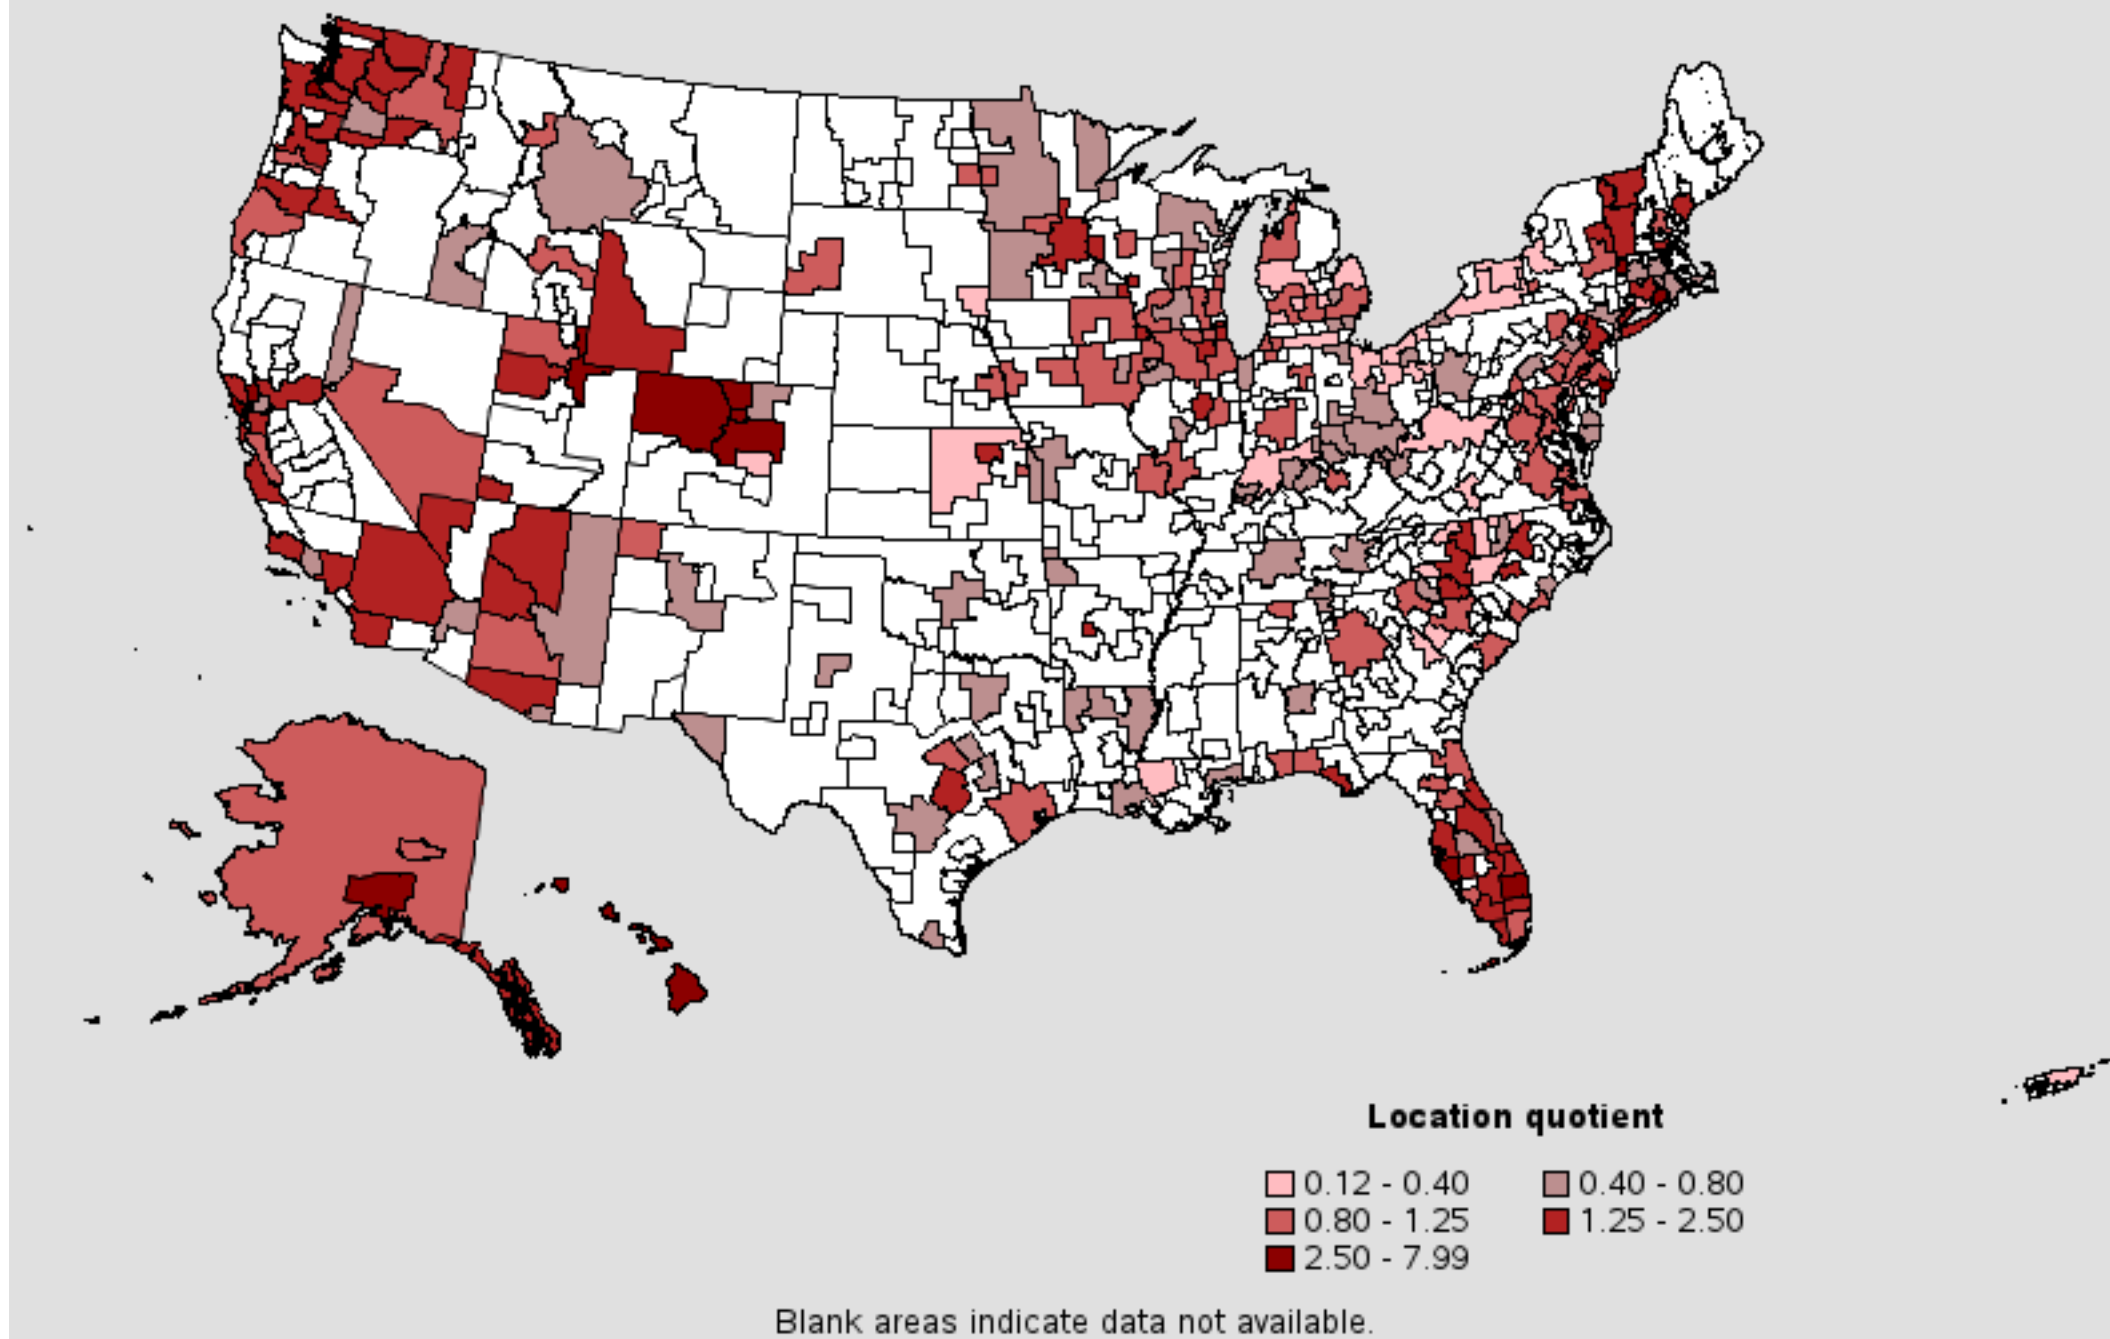 Location quotient
0.12 - 0.40 0.40 - 0.80
0.80 - 1.25 1.25 - 2.50
2.50 - 7.99
Blank areas indicate data not available.